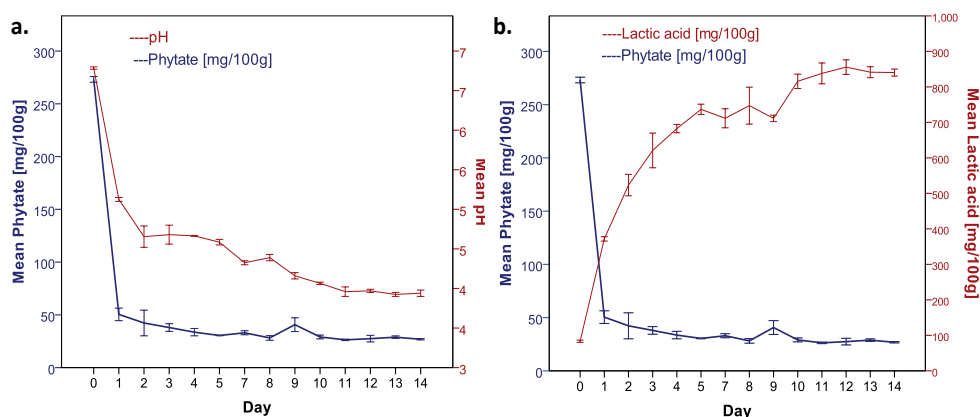 a.
----pH
---Phytate [mg/100g]
Mean Phytate [mg/100g]
300
250
200
150
100
50
0
7
7
6
6
5
5
4
4
3
Mean pH
0 1 2 3 4 5 7 8 9 10 11 12 13 14
Day
b.
----Lactic acid [mg/100g]
---Phytate [mg/100g]
Mean Phytate [mg/100g]
300
250
200
150
100
50
0
1,000
900
800
700
600
500
400
300
200
100
0
Mean Lactic acid [mg/100g]
0 1 2 3 4 5 7 8 9 10 11 12 13 14
Day